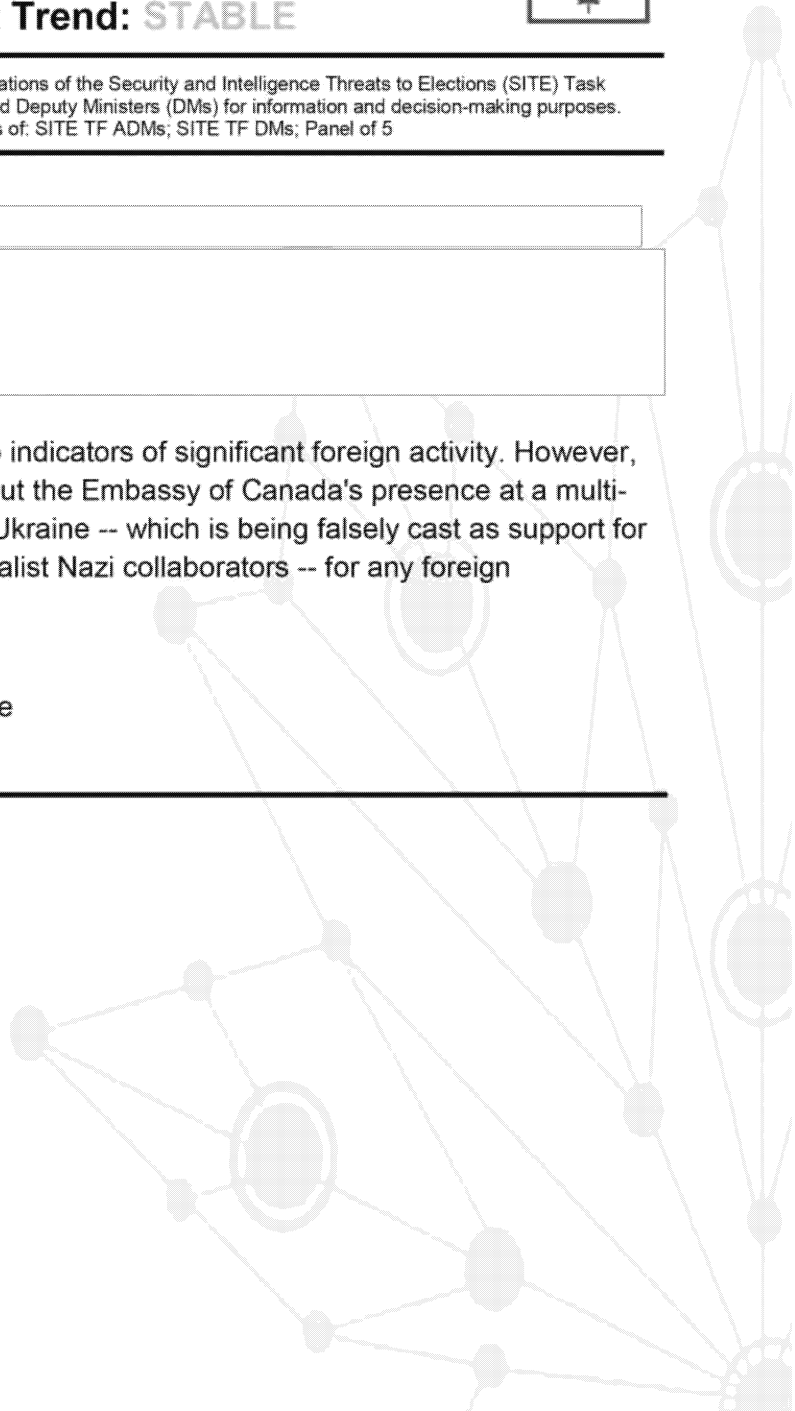 Trend: STABLE
ations of the Security and Intelligence Threats to Elections (SITE) Task
d Deputy Ministers (DMs) for information and decision-making purposes.
s of: SITE TF ADMs; SITE TF DMs; Panel of 5
indicators of significant foreign activity. However,
ut the Embassy of Canada's presence at a multi-
Ukraine -- which is being falsely cast as support for
alist Nazi collaborators -- for any foreign
e